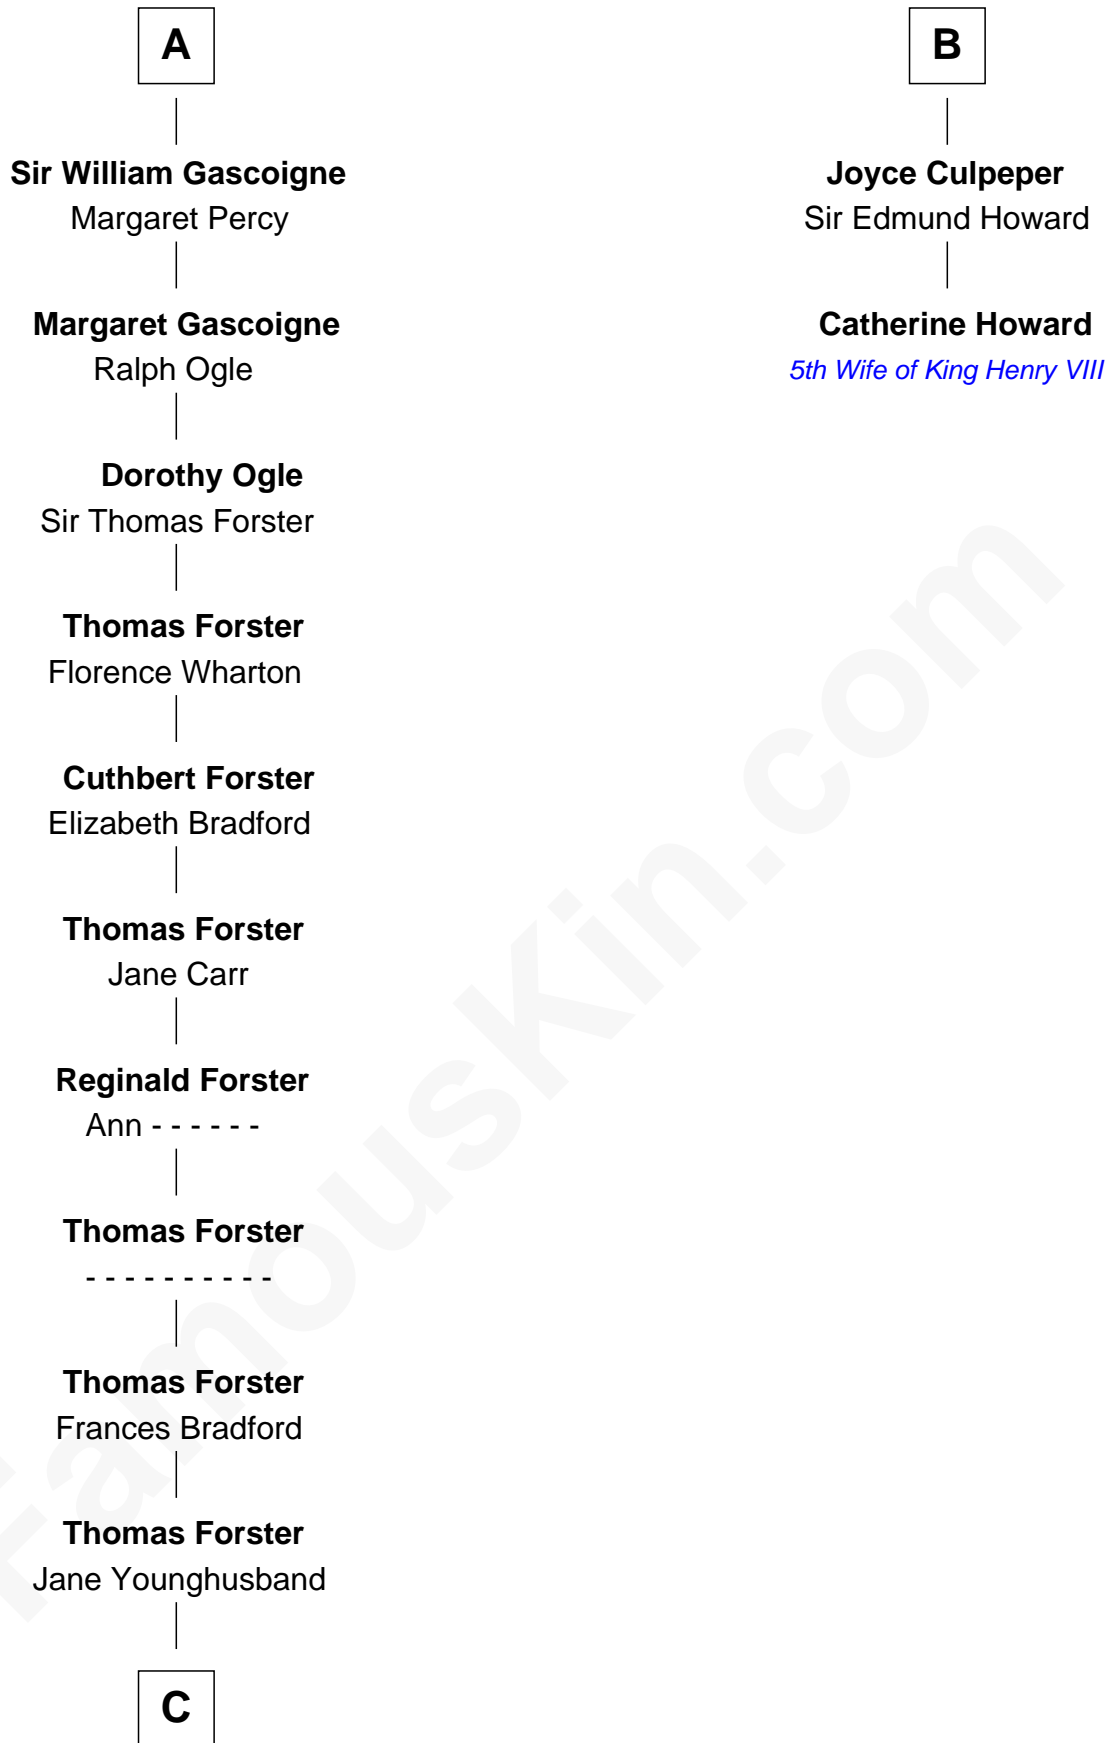 A
Sir William Gascoigne
Margaret Percy
Margaret Gascoigne
Ralph Ogle
Dorothy Ogle
Sir Thomas Forster
Thomas Forster
Florence Wharton
Cuthbert Forster
Elizabeth Bradford
Thomas Forster
Jane Carr
Reginald Forster
Ann - - - - - -
Thomas Forster
- - - - - - - - - -
Thomas Forster
Frances Bradford
Thomas Forster
Jane Younghusband
C
B
Joyce Culpeper
Sir Edmund Howard
Catherine Howard
5th Wife of King Henry VIII
FamousKin.com